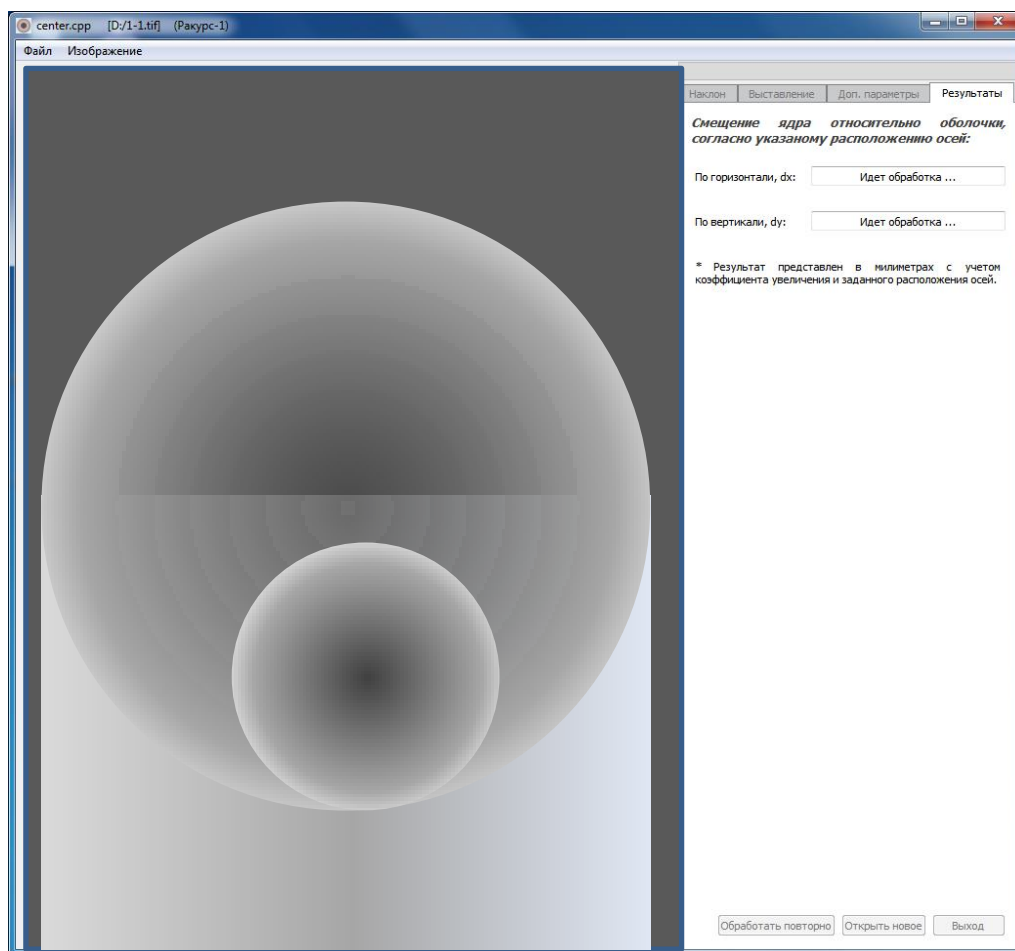 center.cpp [D:/1-1.tif] (Ракурс-1)
Файл Изображение
Наклон Выставление Доп. параметры Результаты
Смещение ядра относительно оболочки,
согласно указаному расположению осей:
По горизонтали, dx: Идет обработка ...
По вертикали, dy: Идет обработка ...
* Результат представлен в милиметрах с учетом
коэффициента увеличения и заданного расположения осей.
Обработать повторно Открыть новое Выход